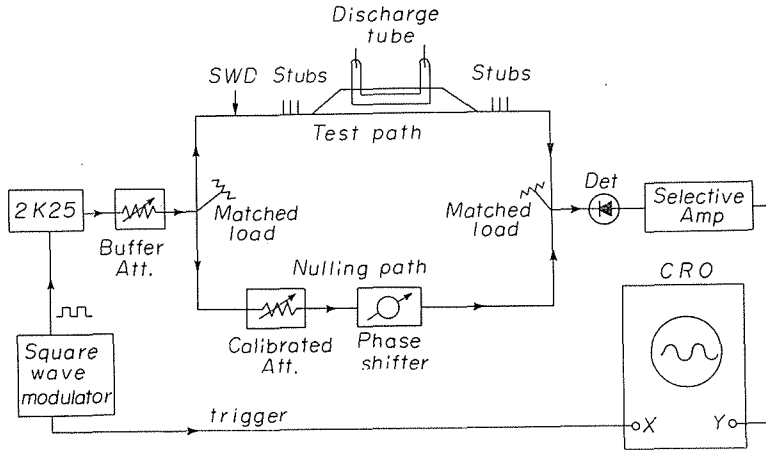 Discharge
tube
SWD
Stubs
Stubs
Test path
2K25
Buffer
Att.
Matched
load
Matched
load
Det
Selective
Amp
Nulling path
Calibrated
Att.
Phase
shifter
CRO
Square
wave
modulator
trigger
X
Y